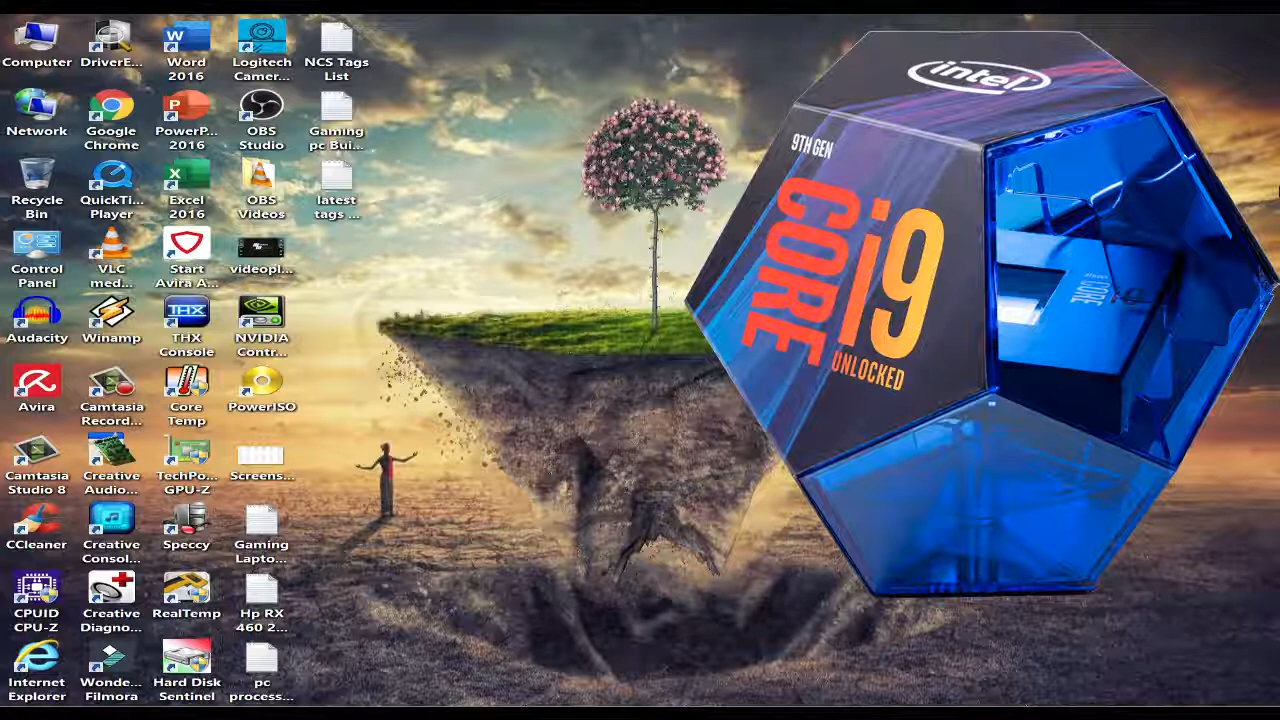 Computer
DriverE...
Word
2016
Logitech
Camer...
NCS Tags
List
Network
Google
Chrome
PowerP...
2016
OBS
Studio
Gaming
pc Bui...
Recycle
Bin
QuickTi...
Player
Excel
2016
OBS
Videos
latest
tags ...
Control
Panel
VLC
med...
Start
Avira A...
videopl...
Audacity
Winamp
THX
THX
Console
NVIDIA
Contr...
Avira
Camtasia
Record...
Core
Temp
PowerISO
Camtasia
Studio 8
Creative
Audio...
TechPo...
GPU-Z
Screens...
CCleaner
Creative
Consol...
Speccy
Gaming
Lapto...
CPUID
CPU-Z
Creative
Diagno...
RealTemp
Hp RX
460 2...
Internet
Explorer
Wonde...
Filmora
Hard Disk
Sentinel
pc
process...
intel
9TH GEN
CORE
i9
UNLOCKED
CORE